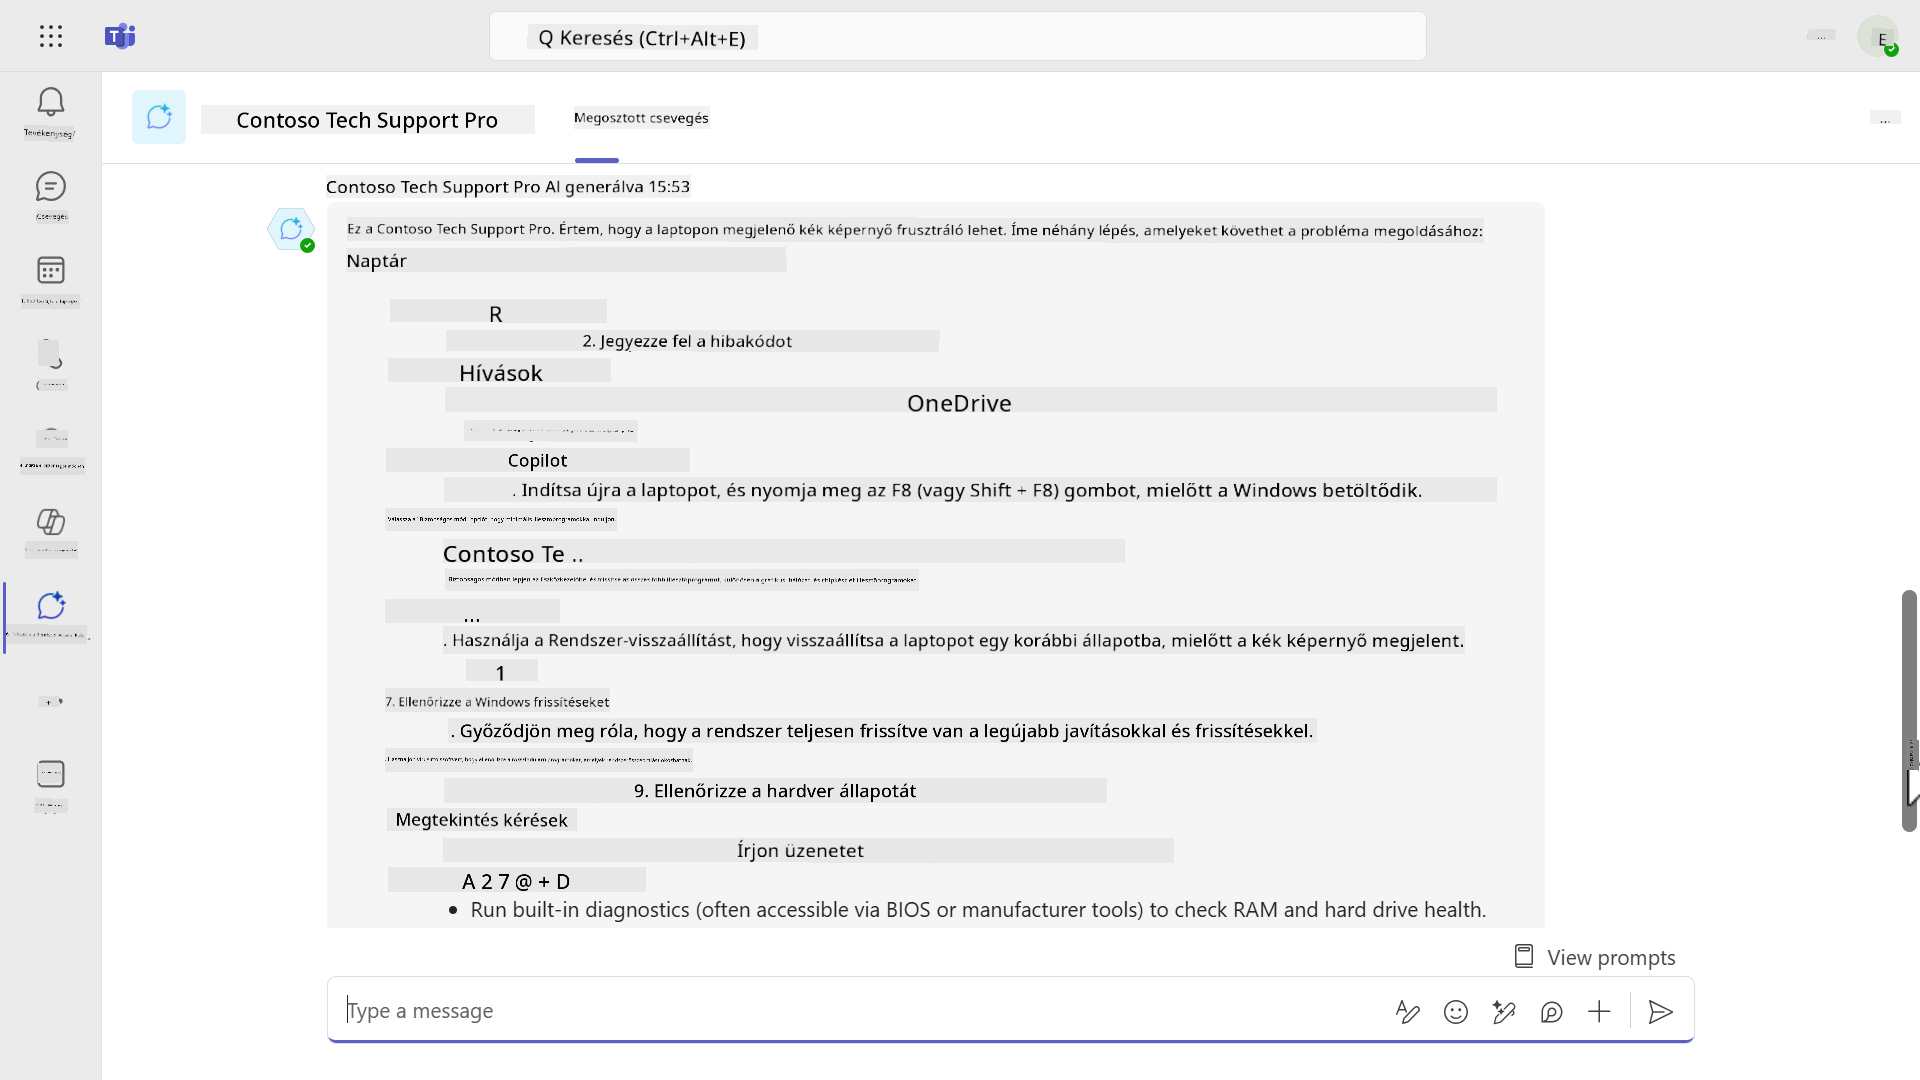 Q Keresés (Ctrl+Alt+E)
...
E
Contoso Tech Support Pro
Megosztott csevegés
...
Tevékenység/
Csevegés
Contoso Tech Support Pro AI generálva 15:53
Ez a Contoso Tech Support Pro. Értem, hogy a laptopon megjelenő kék képernyő frusztráló lehet. Íme néhány lépés, amelyeket követhet a probléma megoldásához:
Naptár
R
2. Jegyezze fel a hibakódot
Hívások
OneDrive
Copilot
. Indítsa újra a laptopot, és nyomja meg az F8 (vagy Shift + F8) gombot, mielőtt a Windows betöltődik.
Contoso Te ..
...
. Használja a Rendszer-visszaállítást, hogy visszaállítsa a laptopot egy korábbi állapotba, mielőtt a kék képernyő megjelent.
1
7. Ellenőrizze a Windows frissítéseket
. Győződjön meg róla, hogy a rendszer teljesen frissítve van a legújabb javításokkal és frissítésekkel.
9. Ellenőrizze a hardver állapotát
Megtekintés kérések
Írjon üzenetet
A 2 7 @ + D
• Run built-in diagnostics (often accessible via BIOS or manufacturer tools) to check RAM and hard drive health.
View prompts
Type a message